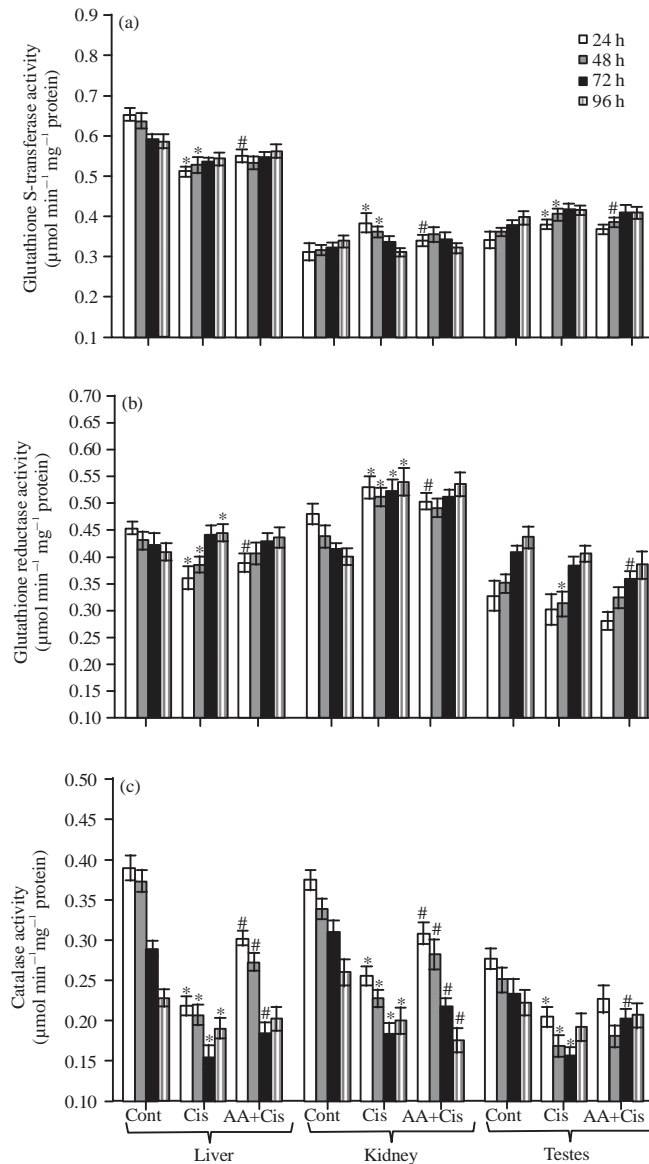 (a)
Glutathione S-transferase activity
(µmol min⁻¹ mg⁻¹ protein)
0.9
0.8
0.7
0.6
0.5
0.4
0.3
0.2
0.1
24 h
48 h
72 h
96 h
* * # * * # * * #
(b)
Glutathione reductase activity
(µmol min⁻¹ mg⁻¹ protein)
0.70
0.65
0.60
0.55
0.50
0.45
0.40
0.35
0.30
0.25
0.20
0.15
0.10
* * * # * * * * # * #
(c)
Catalase activity
(µmol min⁻¹mg⁻¹ protein)
0.50
0.45
0.40
0.35
0.30
0.25
0.20
0.15
0.10
* * * * # # # * * * * # # # # * * * #
Cont Cis AA+Cis Cont Cis AA+Cis Cont Cis AA+Cis
Liver Kidney Testes